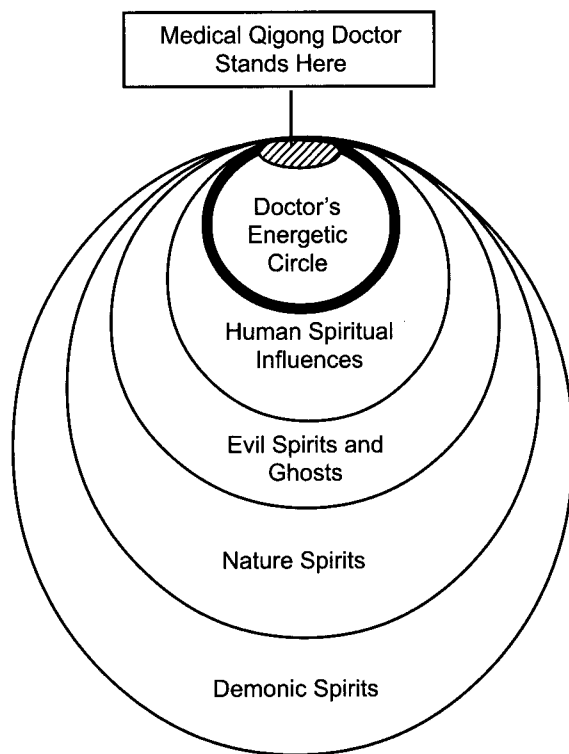 Medical Qigong Doctor
Stands Here
Doctor's
Energetic
Circle
Human Spiritual
Influences
Evil Spirits and
Ghosts
Nature Spirits
Demonic Spirits